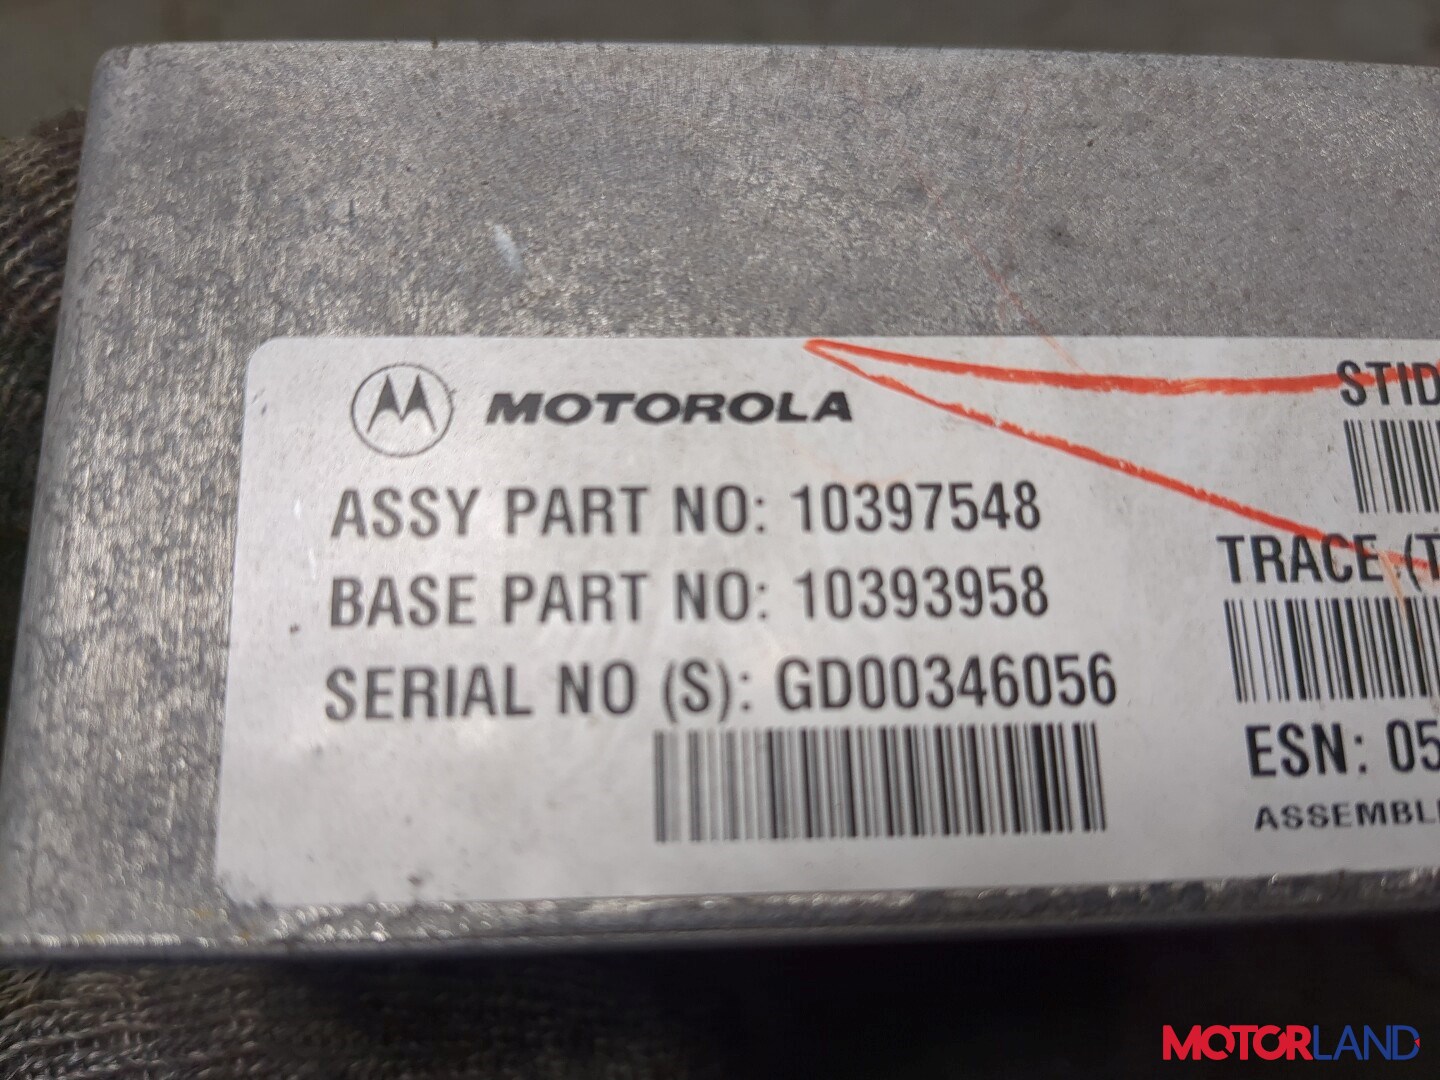 MOTOROLA
ASSY PART NO: 10397548
BASE PART NO: 10393958
SERIAL NO (S): GD00346056
STID
TRACE (T
ESN: 05
ASSEMBL
MOTORLAND